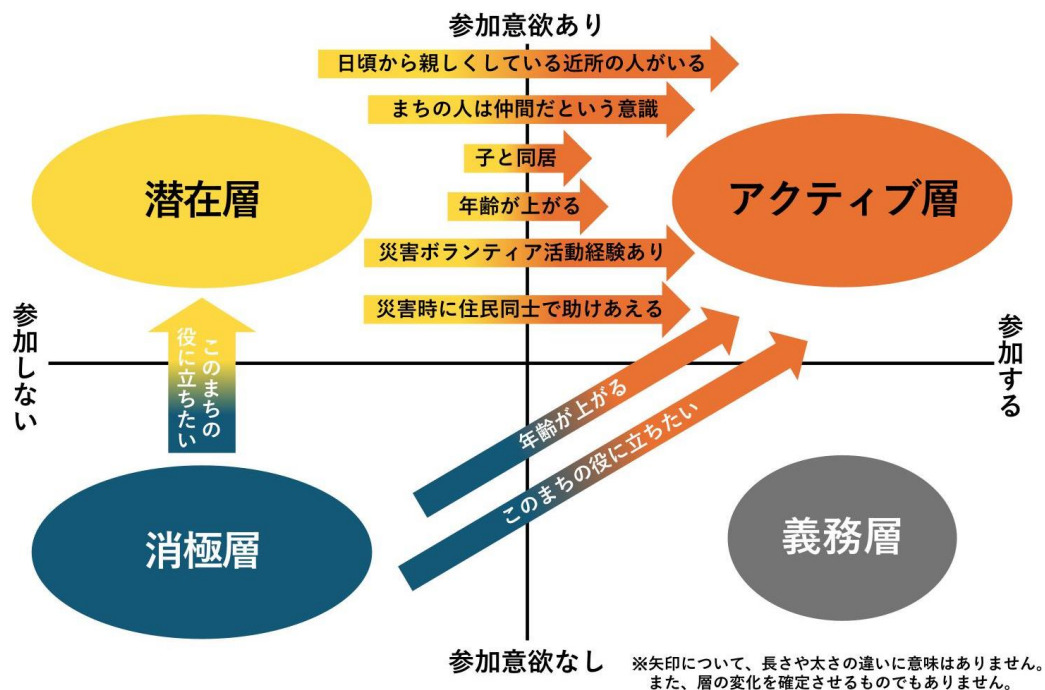 参加意欲あり
日頃から親しくしている近所の人がいる
まちの人は仲間だという意識
子と同居
年齢が上がる
災害ボランティア活動経験あり
災害時に住民同士で助けあえる
潜在層
アクティブ層
参加しない
参加する
このまちの
役に立ちたい
年齢が上がる
このまちの役に立ちたい
消極層
義務層
参加意欲なし
※矢印について、長さや太さの違いに意味はありません。
また、層の変化を確定させるものでもありません。